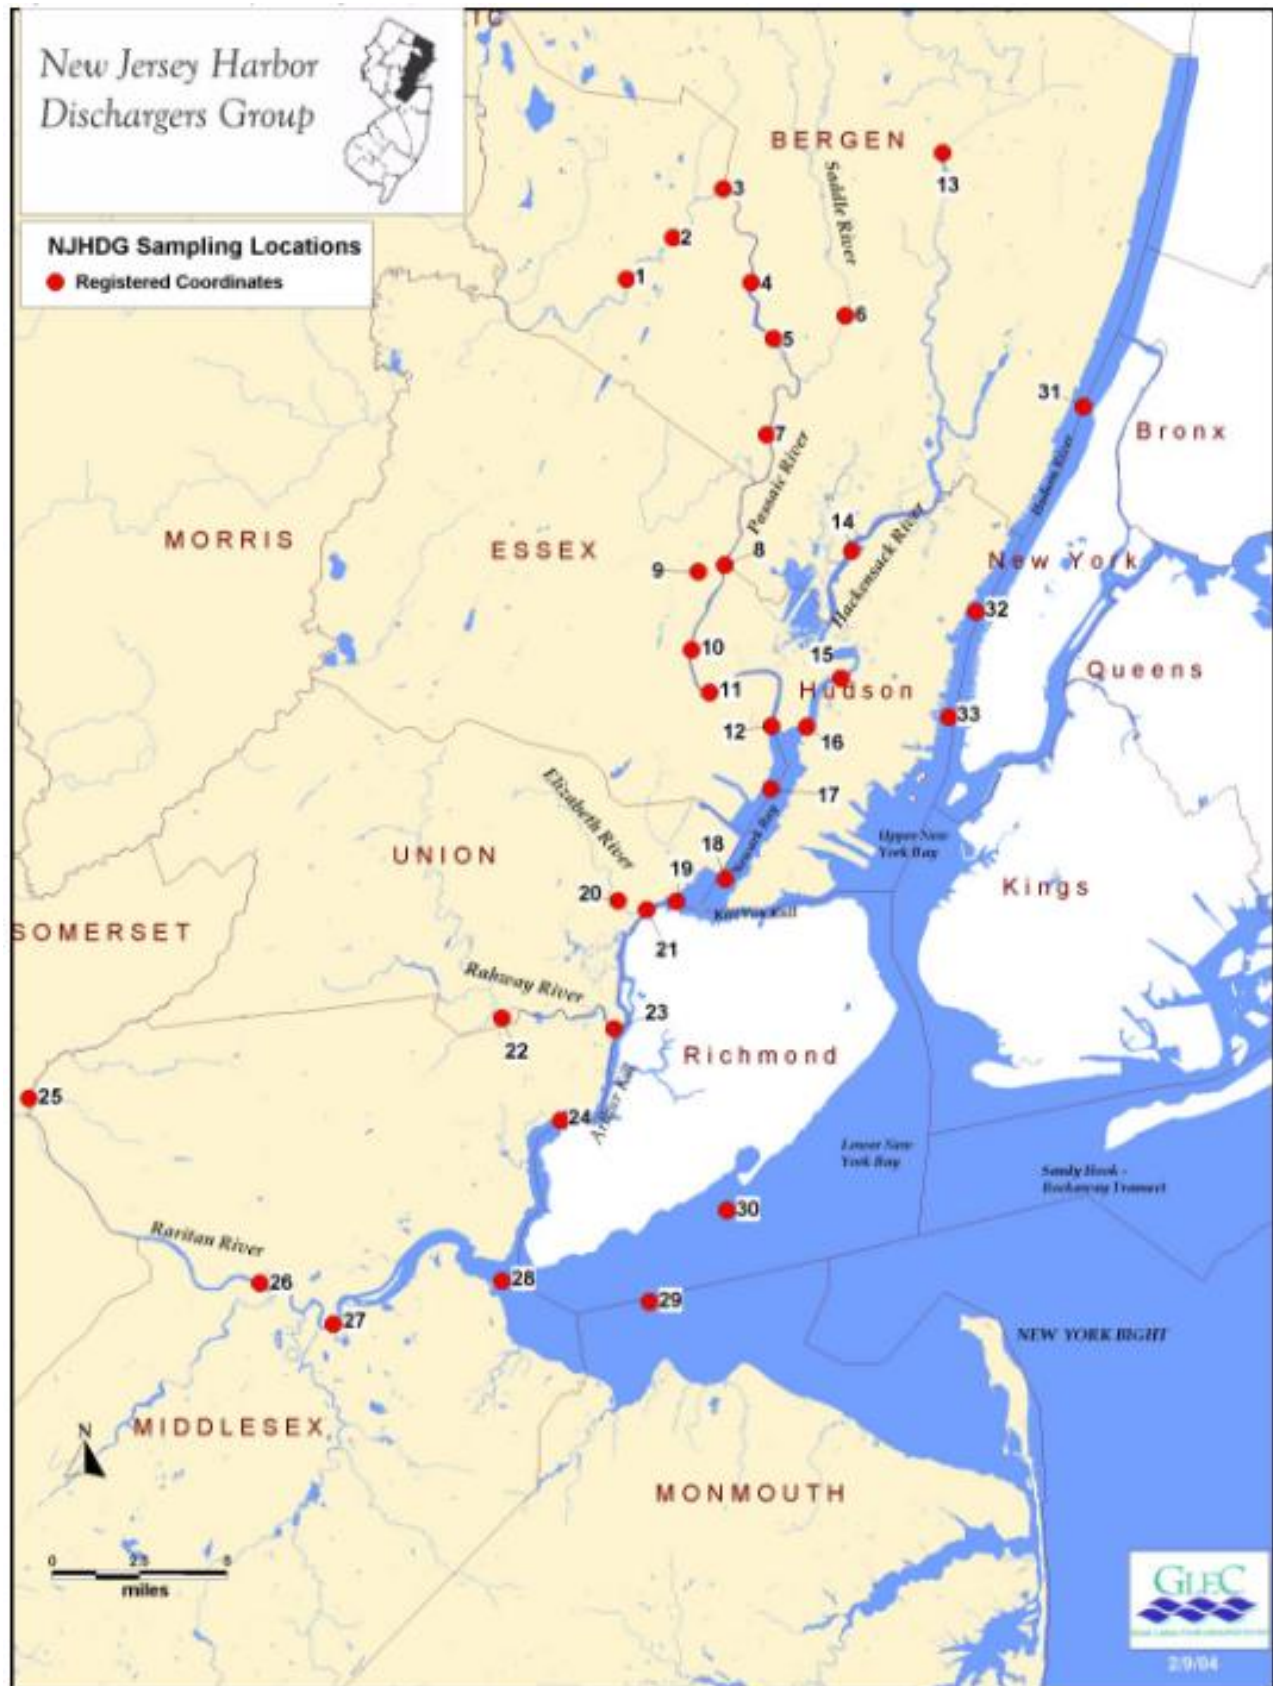 New Jersey Harbor
Dischargers Group
NJHDG Sampling Locations
Registered Coordinates
BERGEN
Saddle River
13
3
2
1
4
6
5
31
Bronx
7
Passaic River
Hudson River
MORRIS
ESSEX
14
8
9
Hackensack River
New York
32
10
15
Queens
11
Hudson
33
12
16
Elizabeth River
17
Newark Bay
UNION
18
Upper New
York Bay
19
Kings
20
Kill Van Kull
21
SOMERSET
Rahway River
23
22
Richmond
25
24
Arthur Kill
Lower New
York Bay
Sandy Hook -
Rockaway Transect
30
Raritan River
26
28
29
27
NEW YORK BIGHT
N
MIDDLESEX
MONMOUTH
0 2.5 5
miles
GLEC
2/9/04